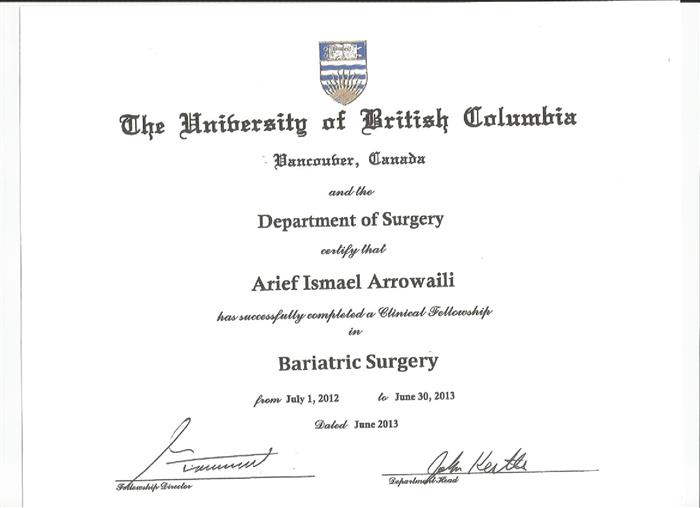 The University of British Columbia
Vancouver, Canada
and the
Department of Surgery
certify that
Arief Ismael Arrowaili
has successfully completed a Clinical Fellowship
in
Bariatric Surgery
from July 1, 2012 to June 30, 2013
Dated June 2013
Fellowship Director
Department Head